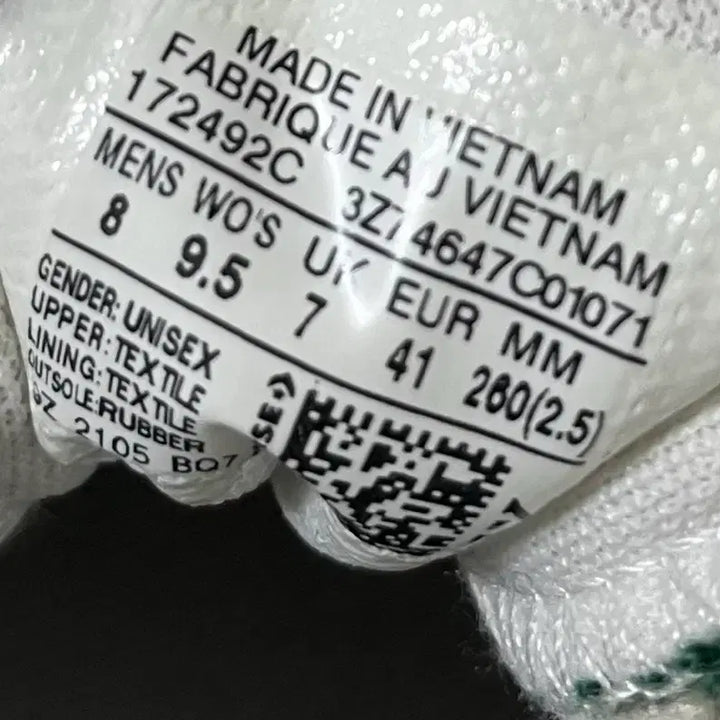 MADE IN VIETNAM
FABRIQUE AU VIETNAM
172492C 3Z74647C01071
MENS WO'S UK EUR MM
8 9.5 7 41 260(2.5)
GENDER: UNISEX
UPPER: TEXTILE
LINING: TEXTILE
OUTSOLE:RUBBER
2105 BQ7